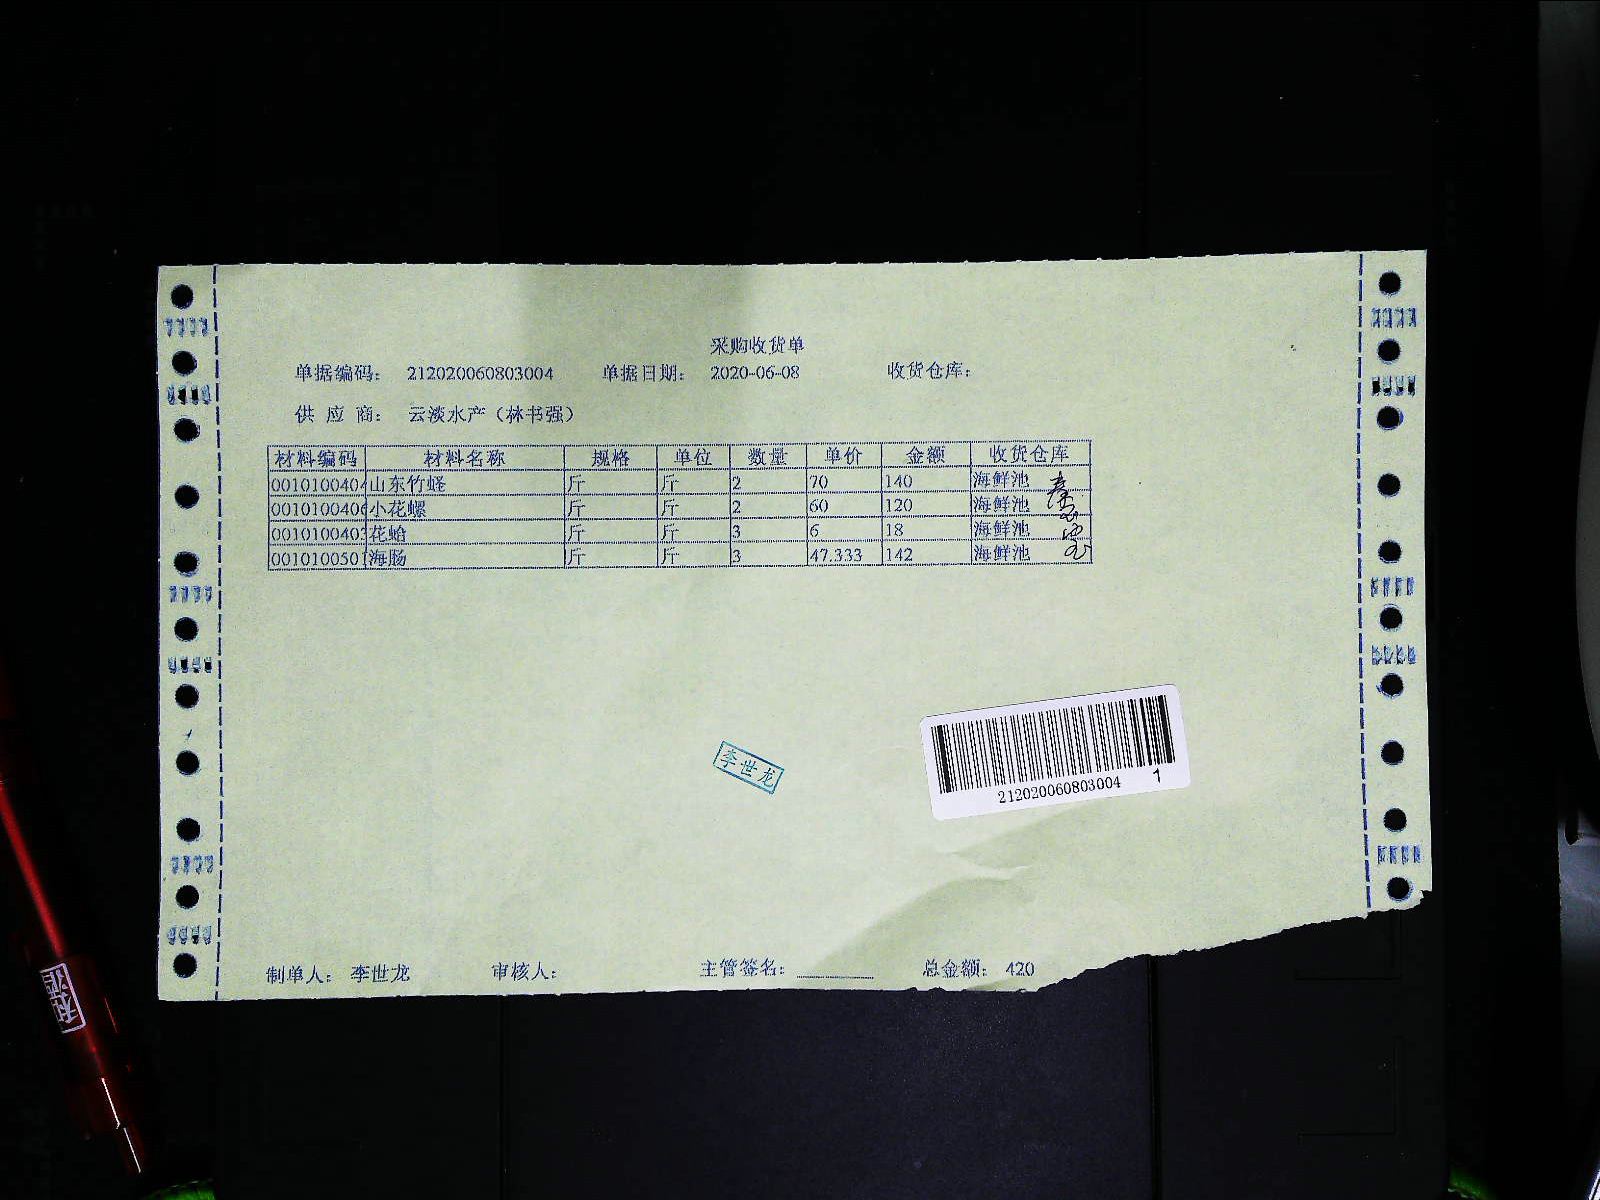 采购收货单
单据编码: 212020060803004 单据日期: 2020-06-08 收货仓库:
供 应 商: 云淡水产（林书强）
材料编码 材料名称 规格 单位 数量 单价 金额 收货仓库
0010100404 山东竹蛏 斤 斤 2 70 140 海鲜池
0010100406 小花螺 斤 斤 2 60 120 海鲜池
0010100403 花蛤 斤 斤 3 6 18 海鲜池
0010100501 海肠 斤 斤 3 47.333 142 海鲜池
李世龙
212020060803004 1
制单人: 李世龙 审核人: 主管签名: 总金额: 420